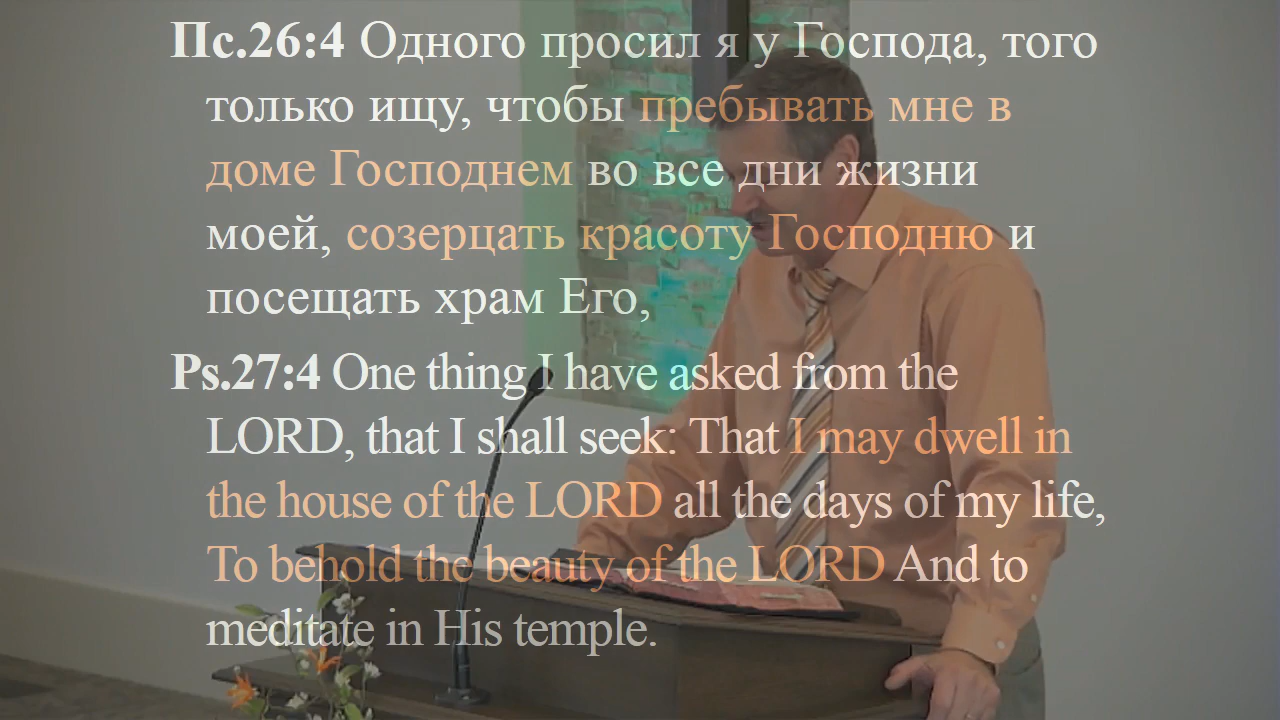 Пс.26:4 Одного просил я у Господа, того
только ищу, чтобы пребывать мне в
доме Господнем во все дни жизни
моей, созерцать красоту Господню и
посещать храм Его,
Ps.27:4 One thing I have asked from the
LORD, that I shall seek: That I may dwell in
the house of the LORD all the days of my life,
To behold the beauty of the LORD And to
meditate in His temple.